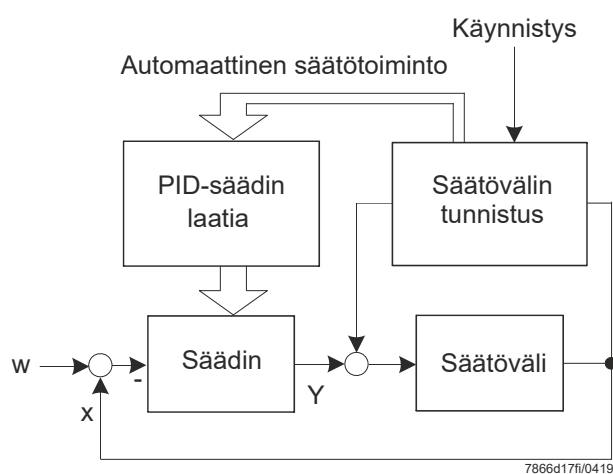 Käynnistys
Automaattinen säätötoiminto
PID-säädin
laatia
Säätövälin
tunnistus
w
-
Säädin
Y
Säätöväli
x
7866d17fi/0419